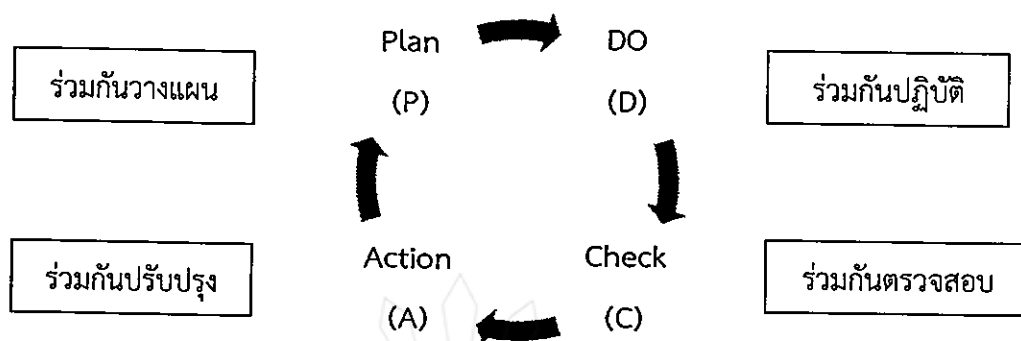 Plan
DO
ร่วมกันวางแผน
(P)
(D)
ร่วมกันปฏิบัติ
Action
Check
ร่วมกันปรับปรุง
(A)
(C)
ร่วมกันตรวจสอบ